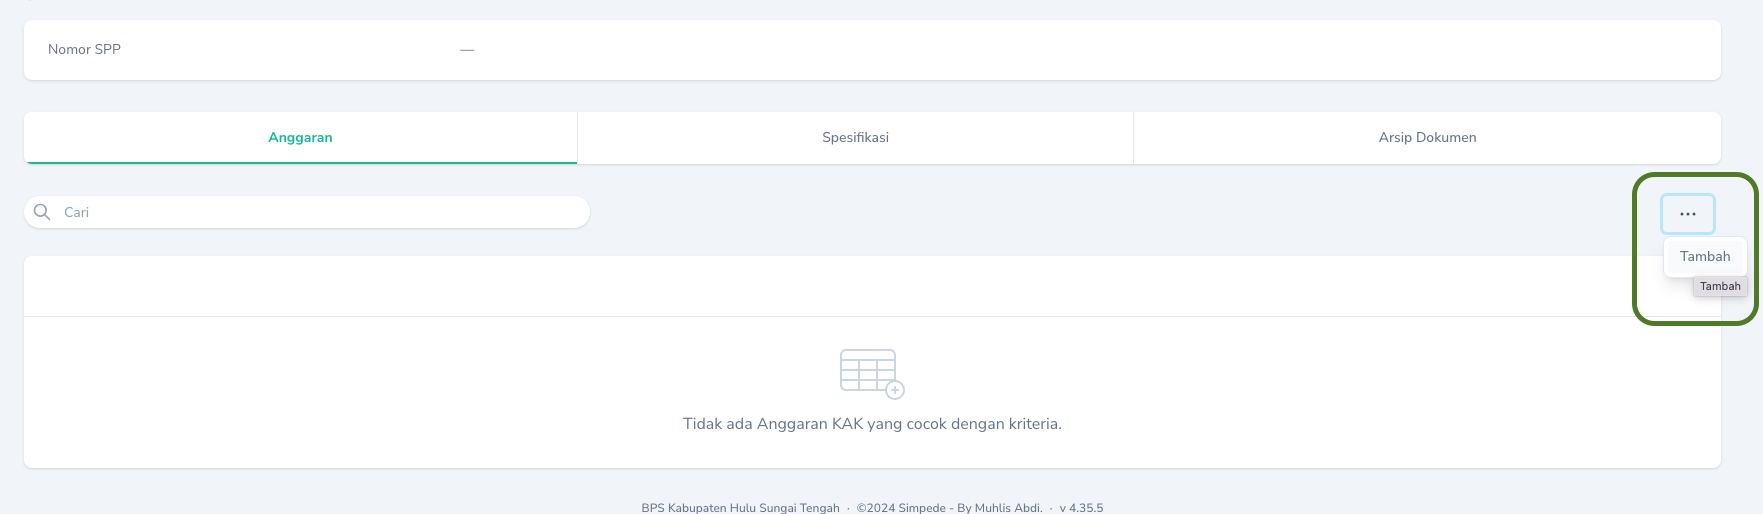 Nomor SPP —
Anggaran Spesifikasi Arsip Dokumen
Cari
...
Tambah
Tambah
Tidak ada Anggaran KAK yang cocok dengan kriteria.
BPS Kabupaten Hulu Sungai Tengah · ©2024 Simpede - By Muhlis Abdi. · v 4.35.5